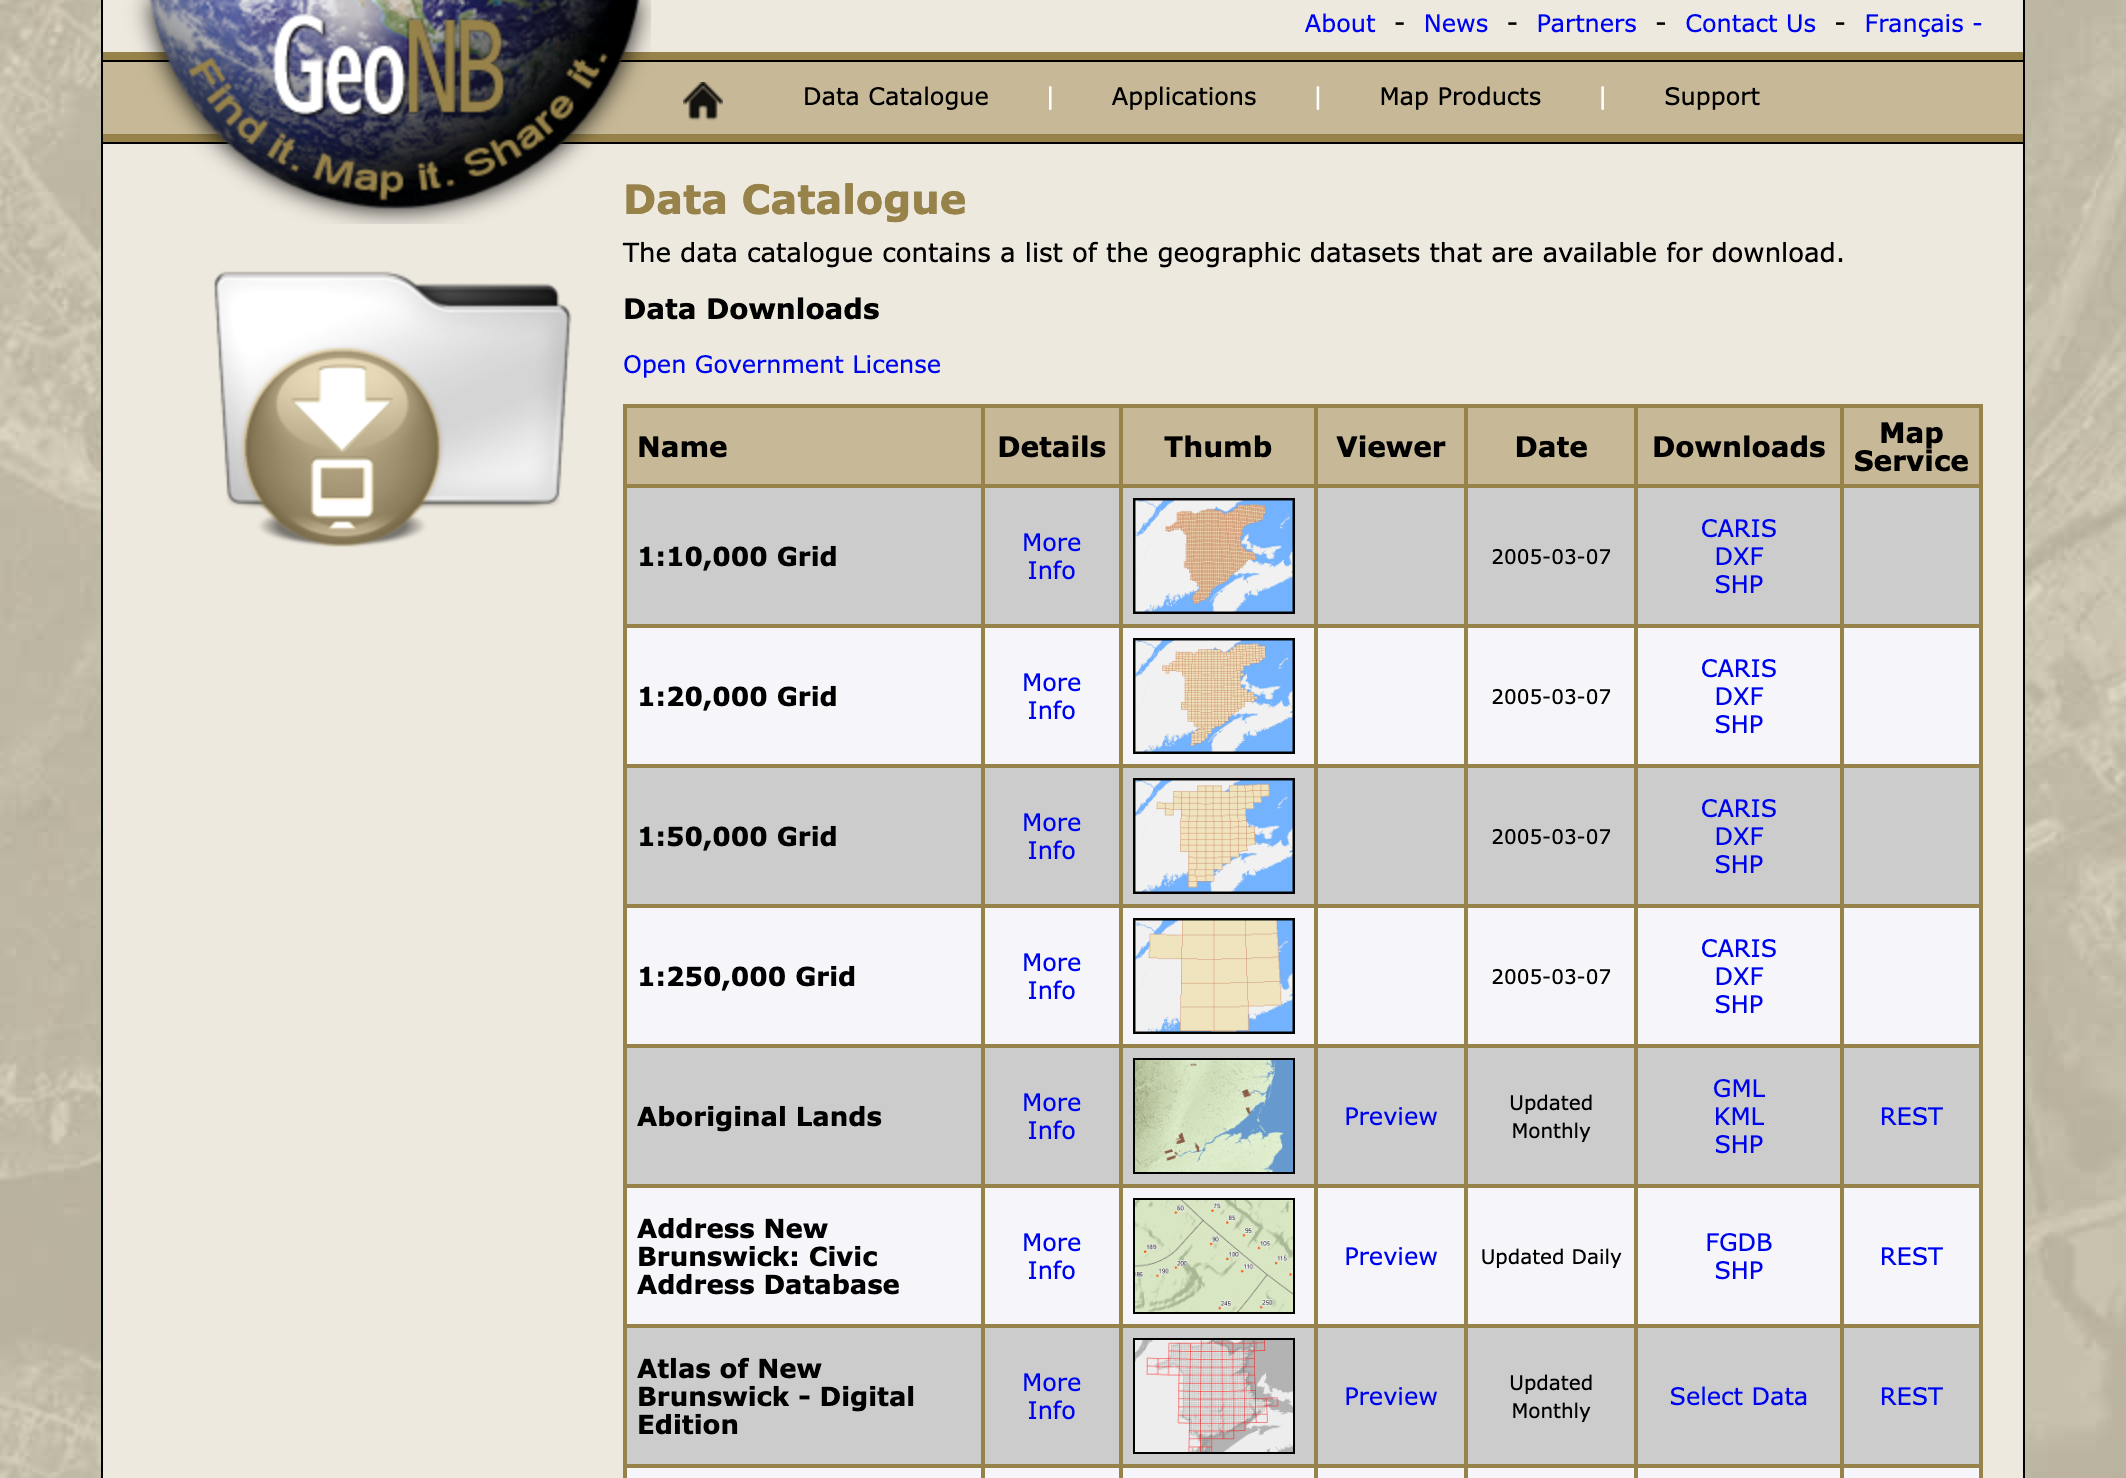 About - News - Partners - Contact Us - Français -
GeoNB
Find it. Map it. Share it.
Data Catalogue | Applications | Map Products | Support
Data Catalogue
The data catalogue contains a list of the geographic datasets that are available for download.
Data Downloads
Open Government License
Name Details Thumb Viewer Date Downloads Map Service
1:10,000 Grid
More
Info
2005-03-07
CARIS
DXF
SHP
1:20,000 Grid
More
Info
2005-03-07
CARIS
DXF
SHP
1:50,000 Grid
More
Info
2005-03-07
CARIS
DXF
SHP
1:250,000 Grid
More
Info
2005-03-07
CARIS
DXF
SHP
Aboriginal Lands
More
Info
Preview
Updated
Monthly
GML
KML
SHP
REST
Address New
Brunswick: Civic
Address Database
More
Info
Preview
Updated Daily
FGDB
SHP
REST
Atlas of New
Brunswick - Digital
Edition
More
Info
Preview
Updated
Monthly
Select Data
REST